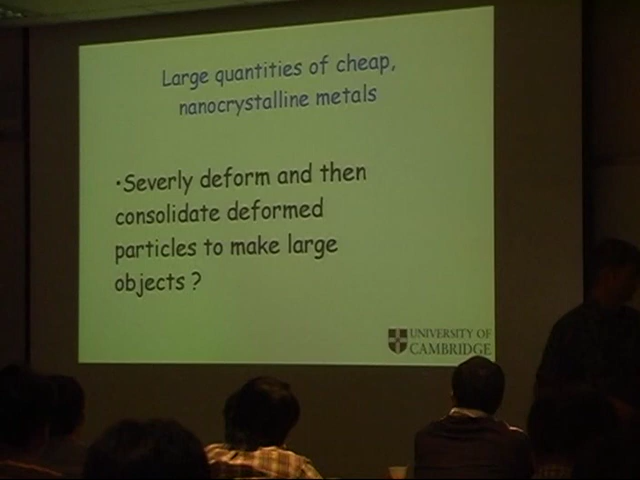 Large quantities of cheap,
nanocrystalline metals
•Severly deform and then
consolidate deformed
particles to make large
objects ?
UNIVERSITY OF
CAMBRIDGE